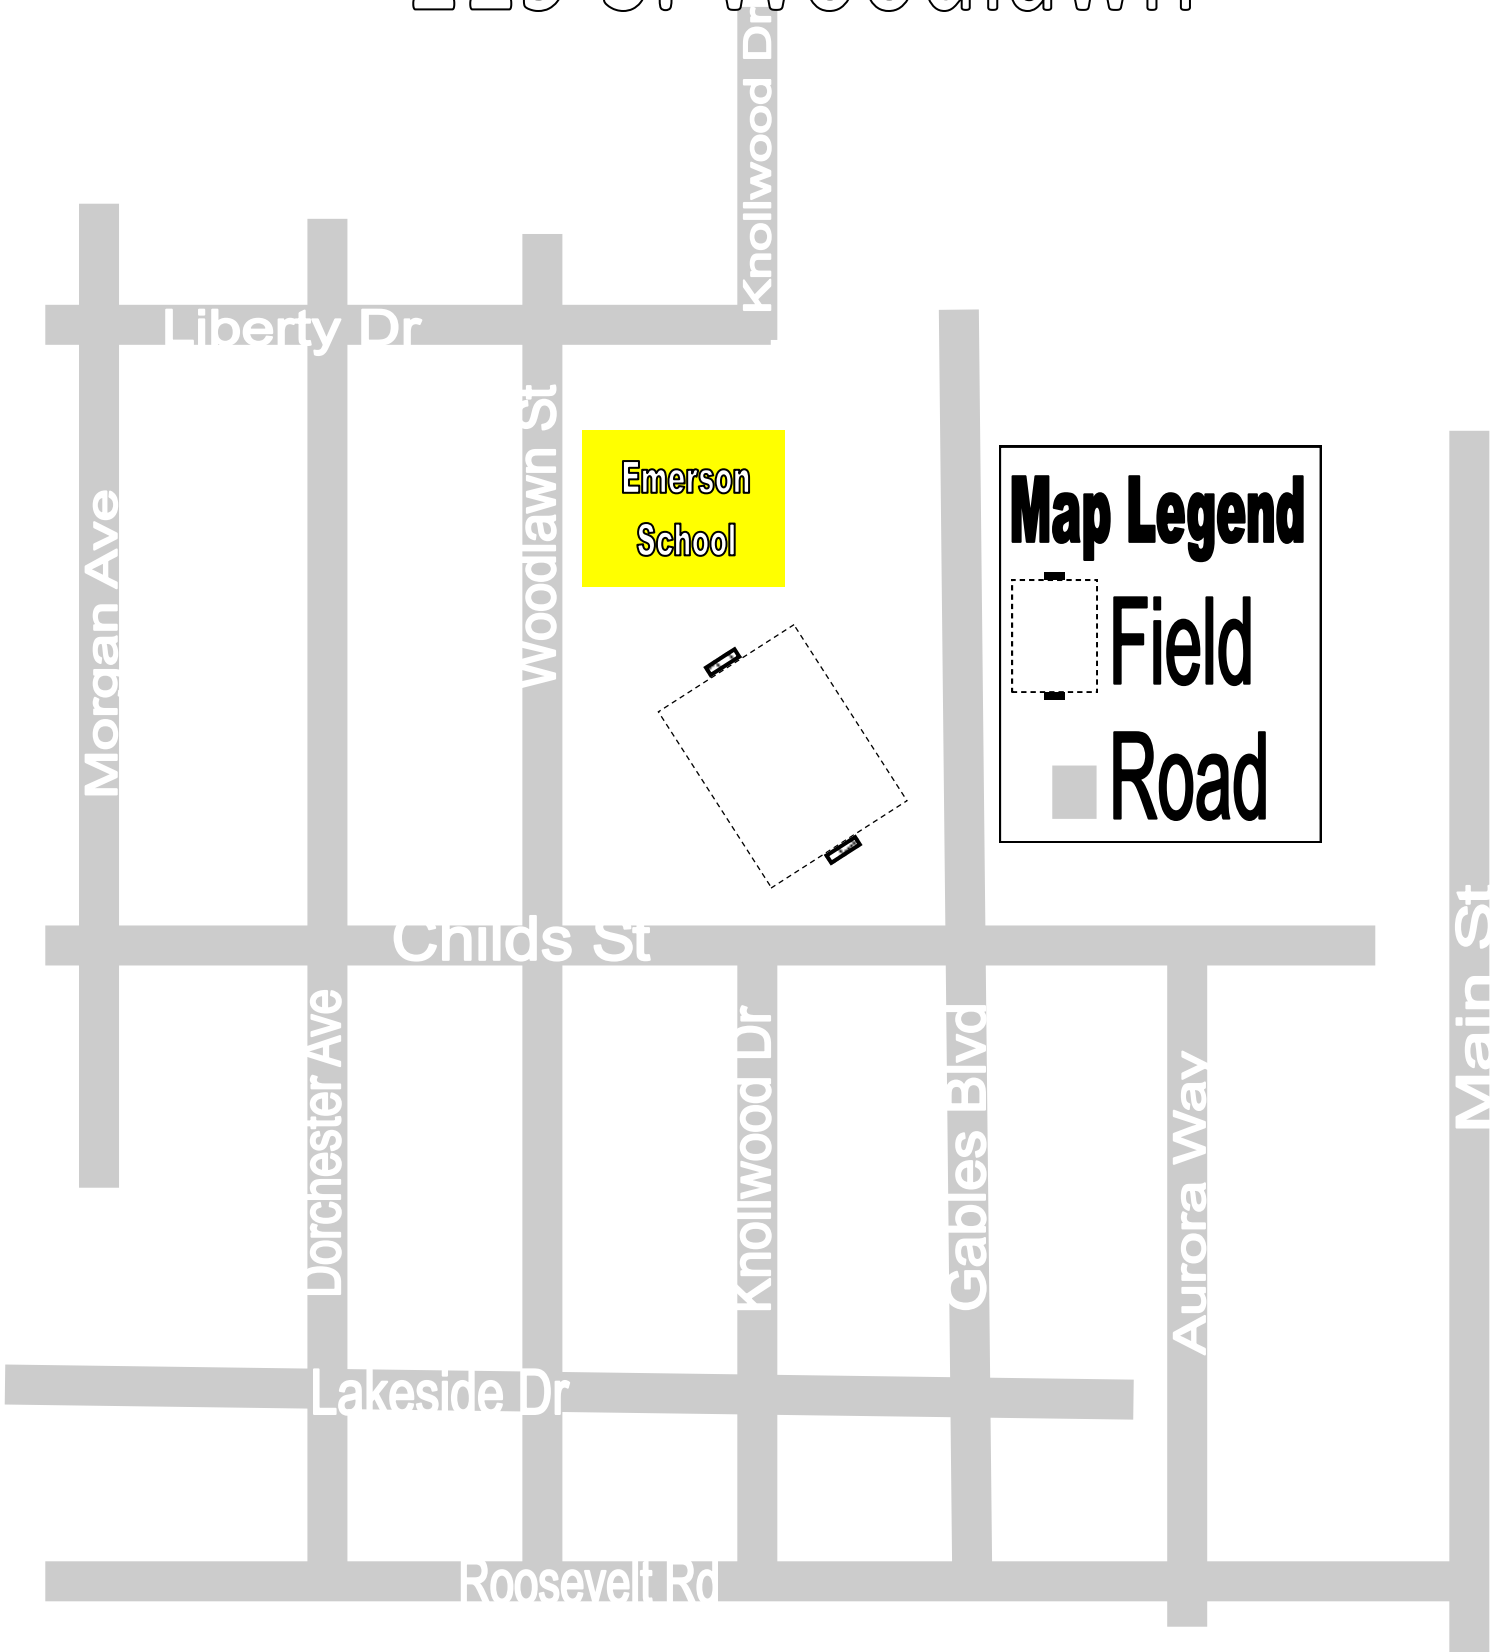 Knollwood Dr
Liberty Dr
Woodlawn St
Emerson
School
Map Legend
Field
Road
Morgan Ave
Main St
Childs St
Dorchester Ave
Knollwood Dr
Gables Blvd
Aurora Way
Lakeside Dr
Roosevelt Rd